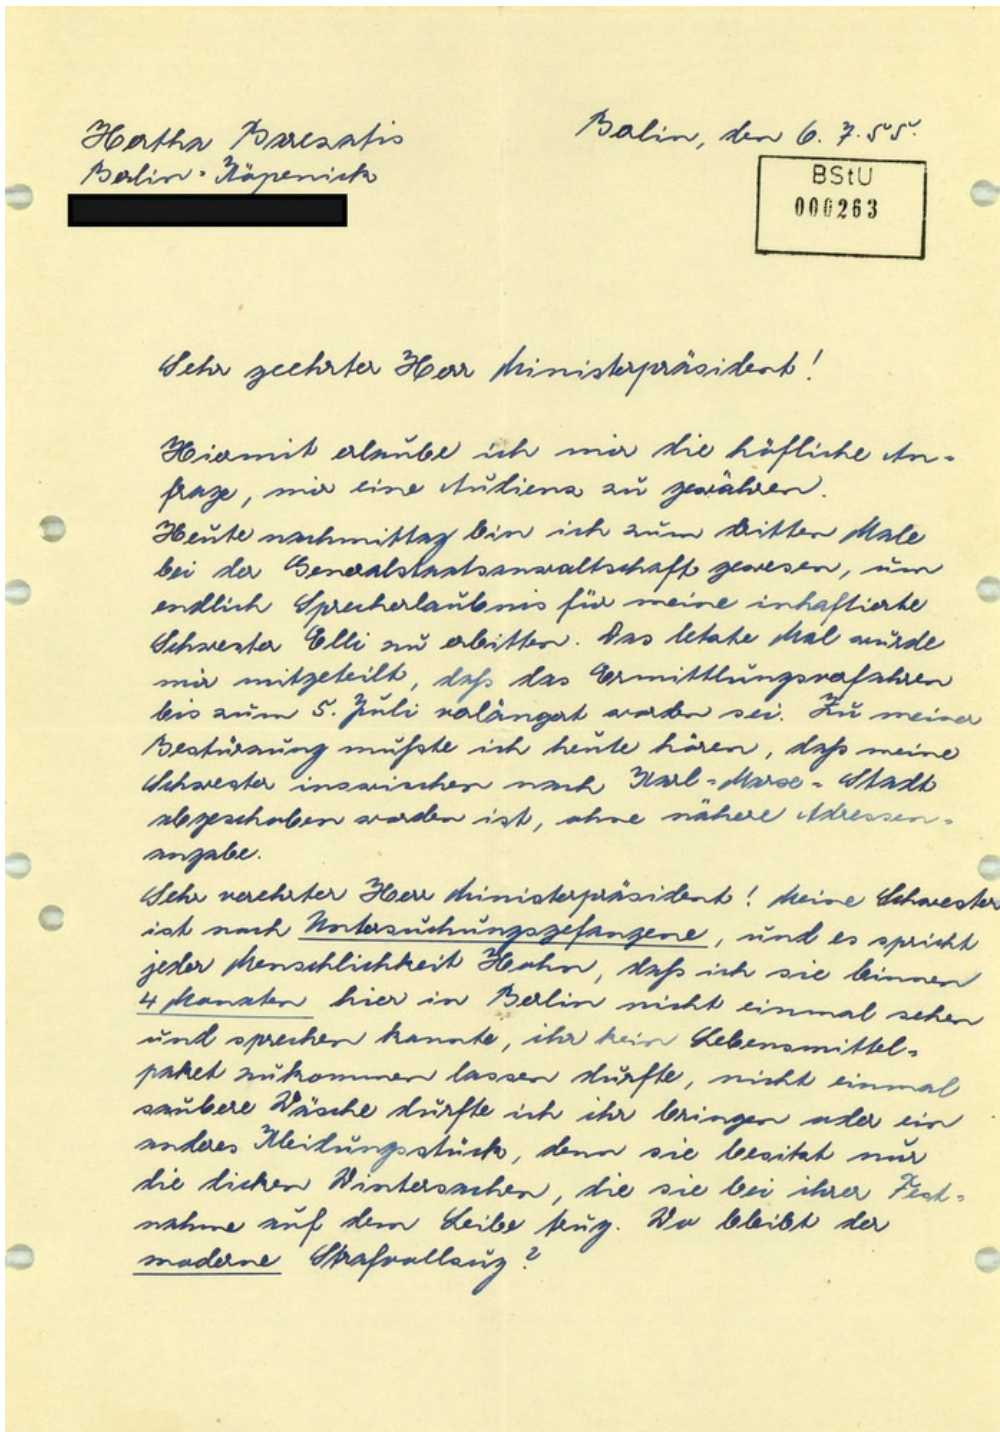 Hertha Barczatis
Berlin-Köpenick
Berlin, den 6. 7. 55.
BStU
000263
Sehr geehrter Herr Ministerpräsident!
Hiermit erlaube ich mir die höfliche An-
frage, mir eine Audienz zu gewähren.
Heute nachmittag bin ich zum dritten Male
bei der Generalstaatsanwaltschaft gewesen, um
endlich Sprecherlaubnis für meine inhaftierte
Schwester Elli zu erbitten. Das letzte Mal wurde
mir mitgeteilt, daß das Ermittlungsverfahren
bis zum 5. Juli verlängert worden sei. Zu meiner
Bestürzung mußte ich heute hören, daß meine
Schwester inzwischen nach Karl-Marx-Stadt
abgeschoben worden ist, ohne nähere Adressen-
angabe.
Sehr verehrter Herr Ministerpräsident! Meine Schwester
ist noch Untersuchungsgefangene, und es spricht
jeder Menschlichkeit Hohn, daß ich sie binnen
4 Monaten hier in Berlin nicht einmal sehen
und sprechen konnte, ihr kein Lebensmittel-
paket zukommen lassen durfte, nicht einmal
saubere Wäsche durfte ich ihr bringen oder ein
anderes Kleidungsstück, denn sie besitzt nur
die dicken Wintersachen, die sie bei ihrer Fest-
nahme auf dem Leibe trug. Wo bleibt der
moderne Strafvollzug?